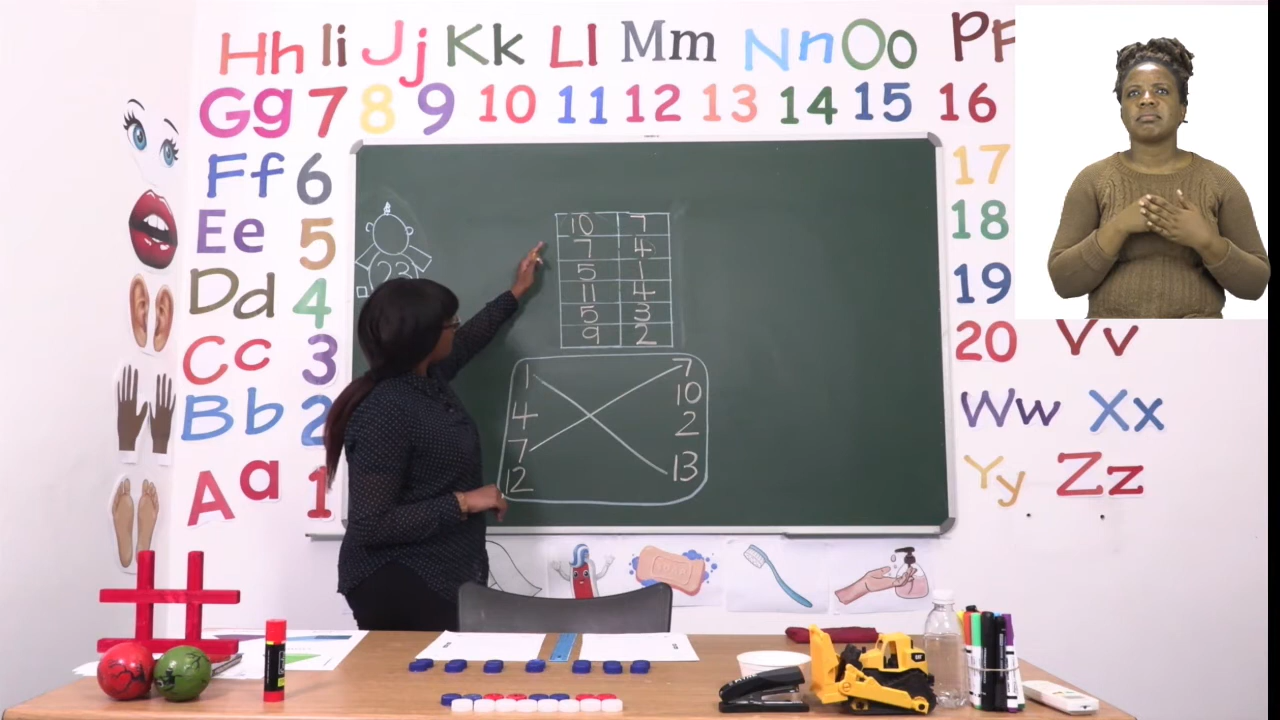 Hh Ii Jj Kk Ll Mm Nn Oo
Gg 7 8 9 10 11 12 13 14 15 16
Ff 6 17
Ee 5 18
Dd 4 19
Cc 3 20 Vv
Bb 2 Ww Xx
Aa 1 Yy Zz
23
10 7
7 4
5 1
11 4
5 3
9 2
1 7
4 10
7 2
12 13